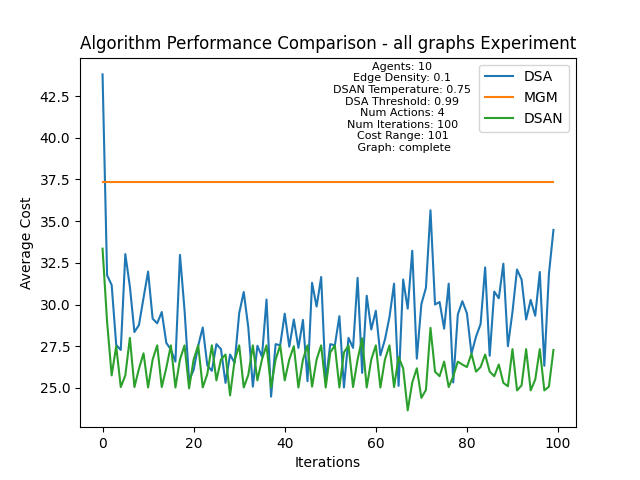 Algorithm Performance Comparison - all graphs Experiment
Agents: 10
Edge Density: 0.1
DSAN Temperature: 0.75
DSA Threshold: 0.99
Num Actions: 4
Num Iterations: 100
Cost Range: 101
Graph: complete
DSA
MGM
DSAN
Average Cost
42.5
40.0
37.5
35.0
32.5
30.0
27.5
25.0
0 20 40 60 80 100
Iterations